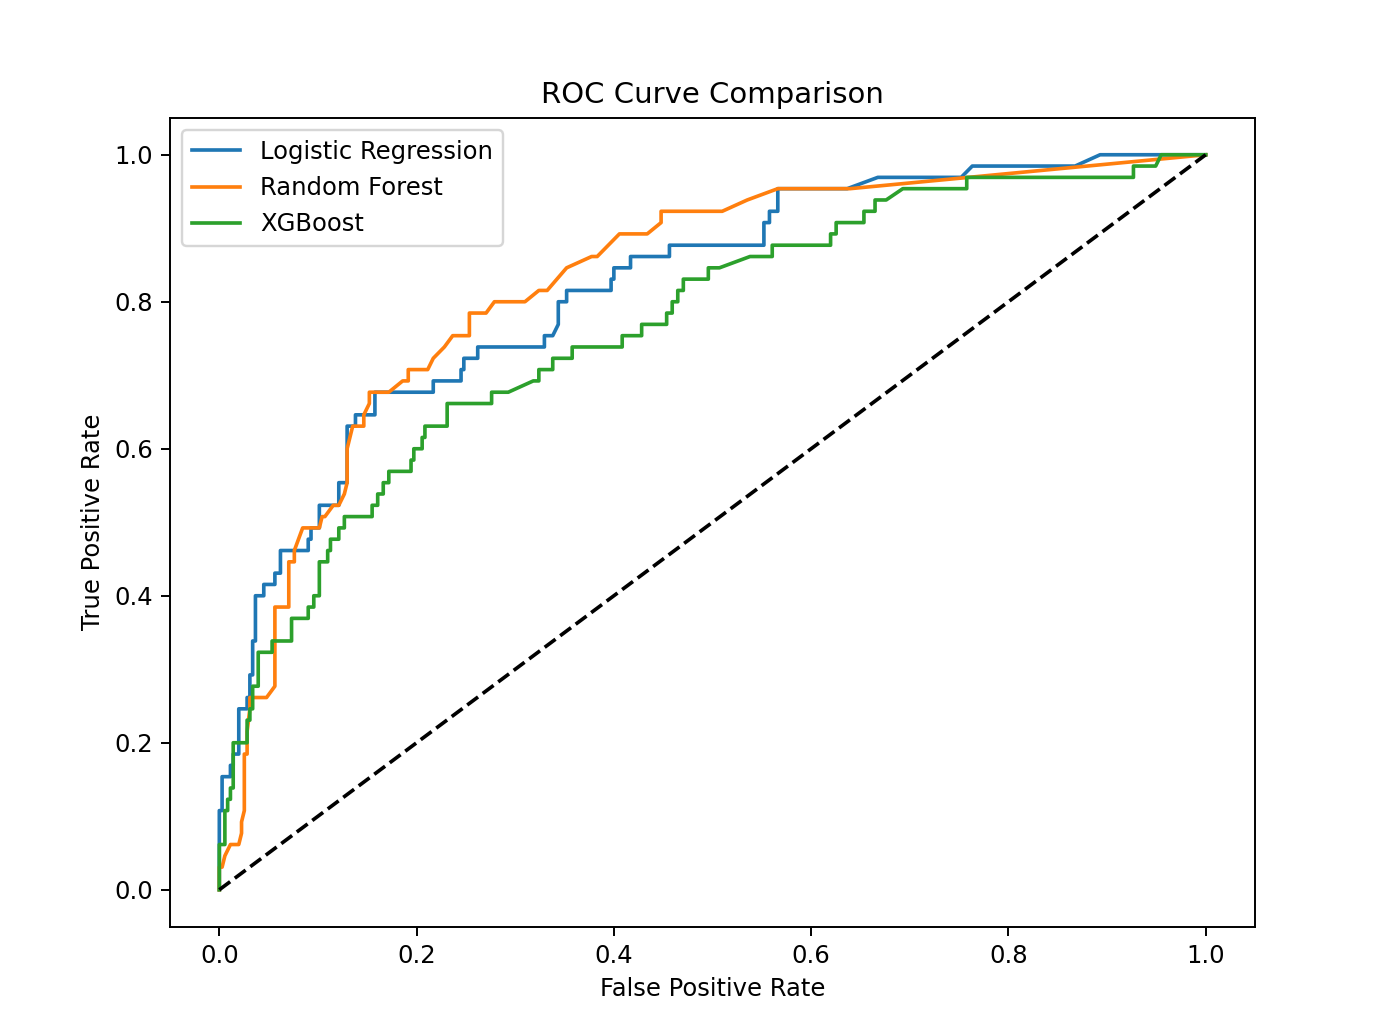 ROC Curve Comparison
Logistic Regression
Random Forest
XGBoost
1.0
0.8
0.6
0.4
0.2
0.0
True Positive Rate
0.0 0.2 0.4 0.6 0.8 1.0
False Positive Rate